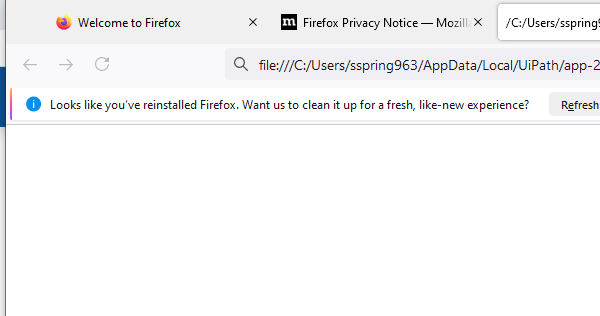 Welcome to Firefox
Firefox Privacy Notice — Mozill
/C:/Users/sspring9
file:///C:/Users/sspring963/AppData/Local/UiPath/app-2
Looks like you've reinstalled Firefox. Want us to clean it up for a fresh, like-new experience?
Refresh